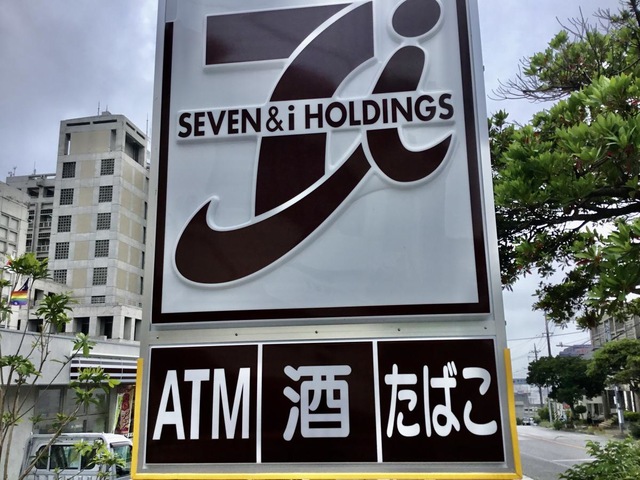 SEVEN & i HOLDINGS
ATM 酒 たばこ